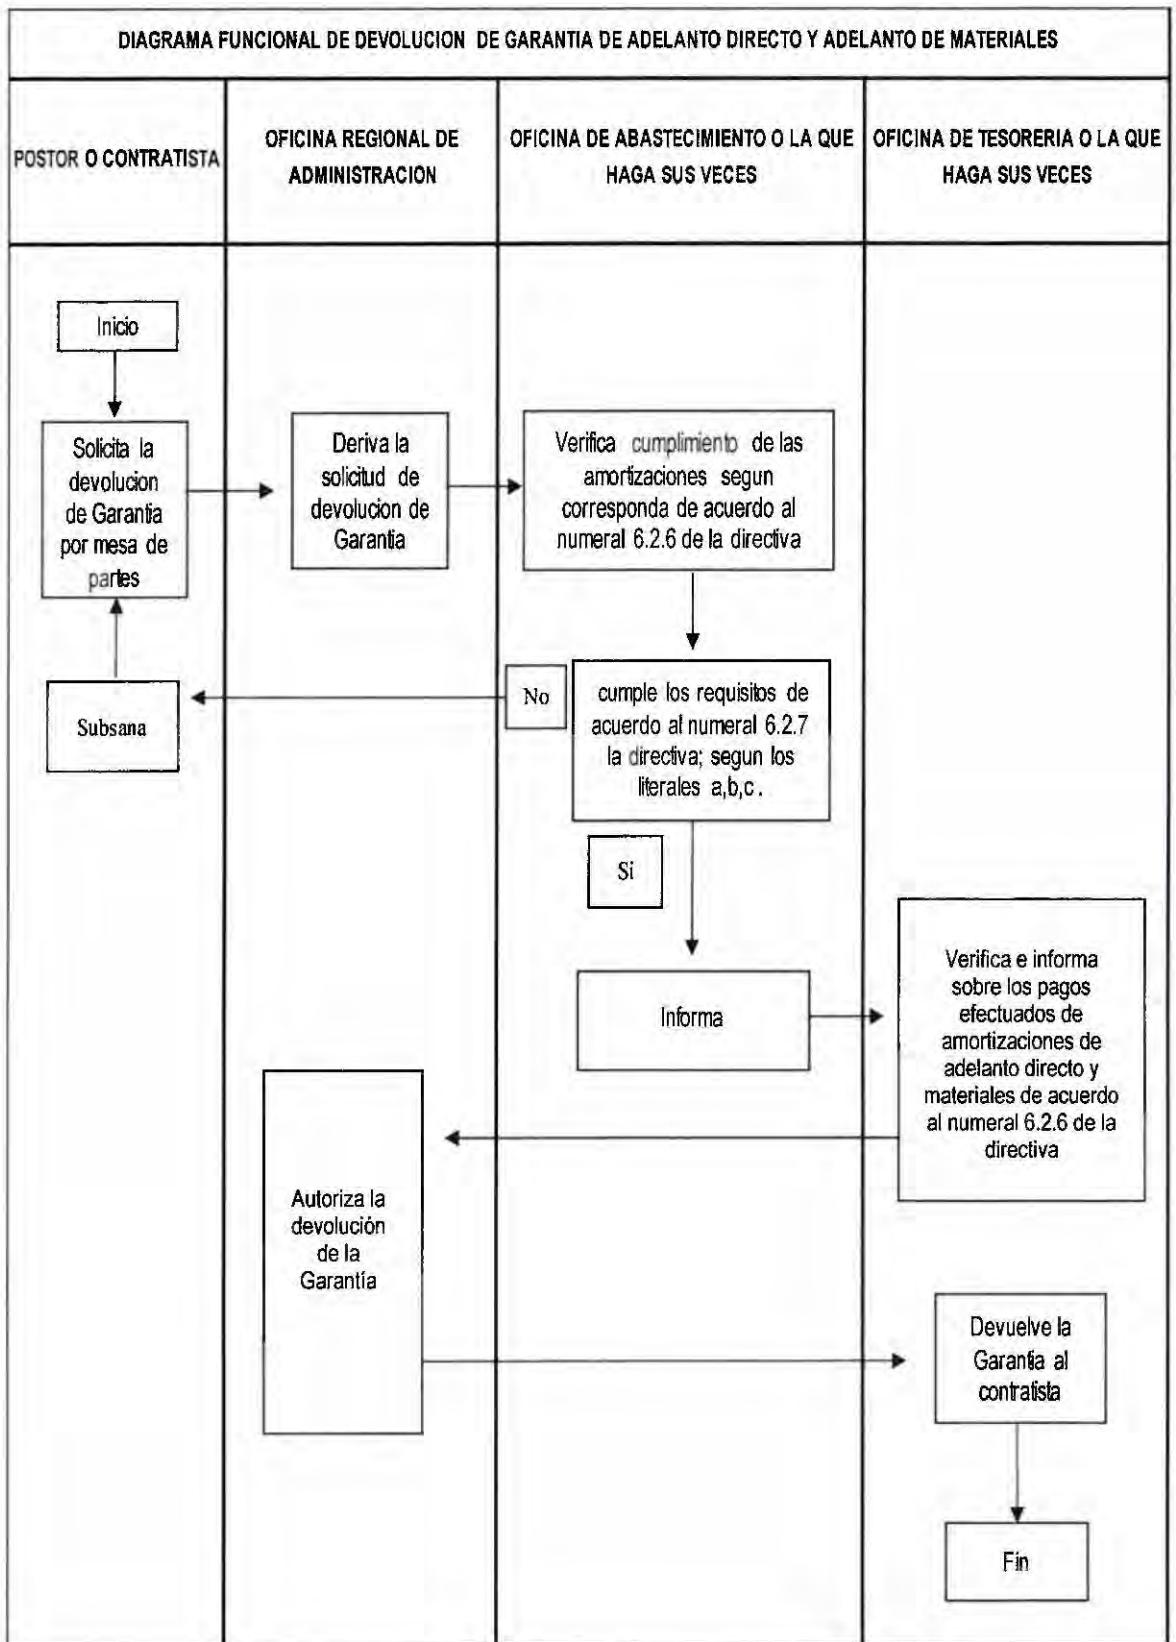 DIAGRAMA FUNCIONAL DE DEVOLUCION DE GARANTIA DE ADELANTO DIRECTO Y ADELANTO DE MATERIALES
POSTOR O CONTRATISTA
OFICINA REGIONAL DE
ADMINISTRACIÓN
OFICINA DE ABASTECIMIENTO O LA QUE
HAGA SUS VECES
OFICINA DE TESORERIA O LA QUE
HAGA SUS VECES
Inicio
Solicita la
devolucion
de Garantia
por mesa de
partes
Deriva la
solicitud de
devolucion de
Garantia
Verifica cumplimiento de las
amortizaciones segun
corresponda de acuerdo al
numeral 6.2.6 de la directiva
Subsana
No
cumple los requisitos de
acuerdo al numeral 6.2.7
la directiva; segun los
literales a,b,c.
Si
Informa
Verifica e informa
sobre los pagos
efectuados de
amortizaciones de
adelanto directo y
materiales de acuerdo
al numeral 6.2.6 de la
directiva
Autoriza la
devolución
de la
Garantía
Devuelve la
Garantia al
contratista
Fin